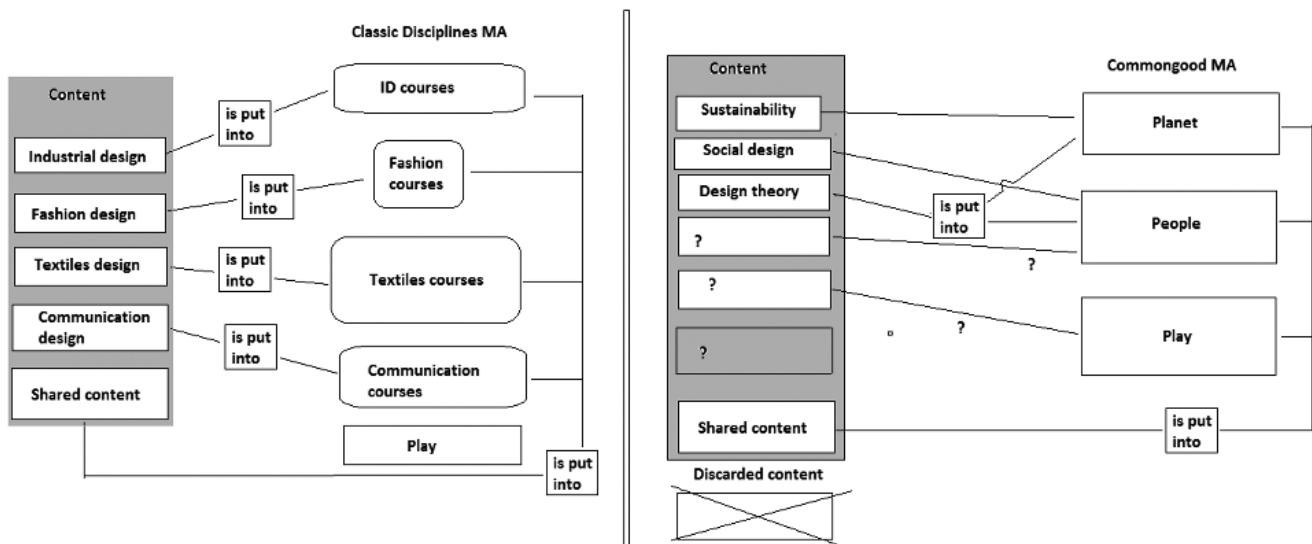 Classic Disciplines MA
Content
Industrial design
Fashion design
Textiles design
Communication
design
Shared content
is put
into
is put
into
is put
into
is put
into
ID courses
Fashion
courses
Textiles courses
Communication
courses
Play
is put
into
Content
Sustainability
Social design
Design theory
?
?
?
Shared content
Discarded content
is put
into
?
?
Commongood MA
Planet
People
Play
is put
into